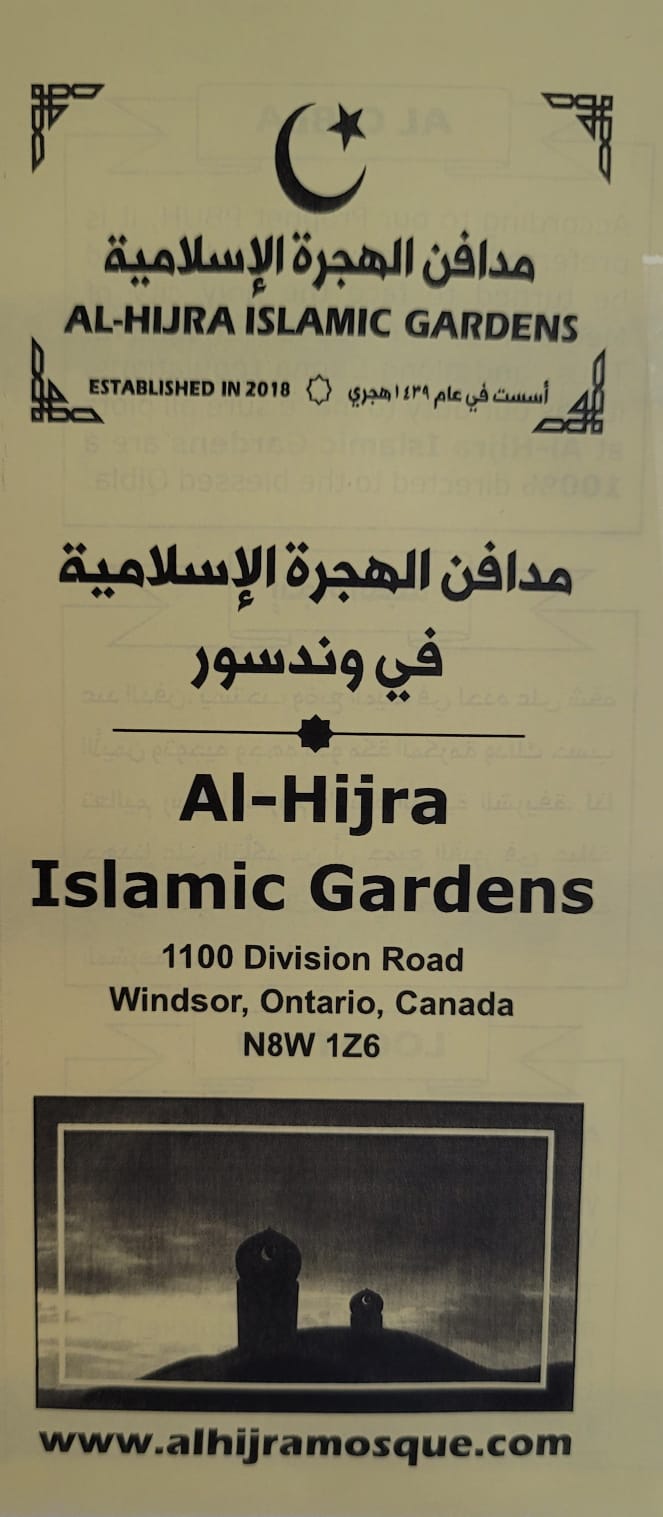 مدافن الهجرة الإسلامية
AL-HIJRA ISLAMIC GARDENS
ESTABLISHED IN 2018 أسست في عام ١٤٣٩ هجري
مدافن الهجرة الإسلامية
في وندسور
Al-Hijra
Islamic Gardens
1100 Division Road
Windsor, Ontario, Canada
N8W 1Z6
www.alhijramosque.com